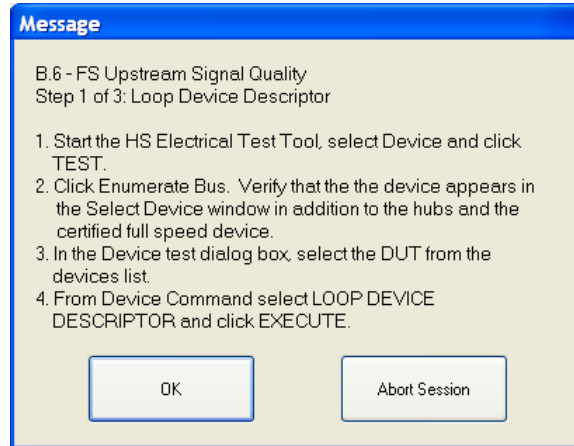 Message
B.6 - FS Upstream Signal Quality
Step 1 of 3: Loop Device Descriptor
1. Start the HS Electrical Test Tool, select Device and click
TEST.
2. Click Enumerate Bus. Verify that the the device appears in
the Select Device window in addition to the hubs and the
certified full speed device.
3. In the Device test dialog box, select the DUT from the
devices list.
4. From Device Command select LOOP DEVICE
DESCRIPTOR and click EXECUTE.
OK
Abort Session